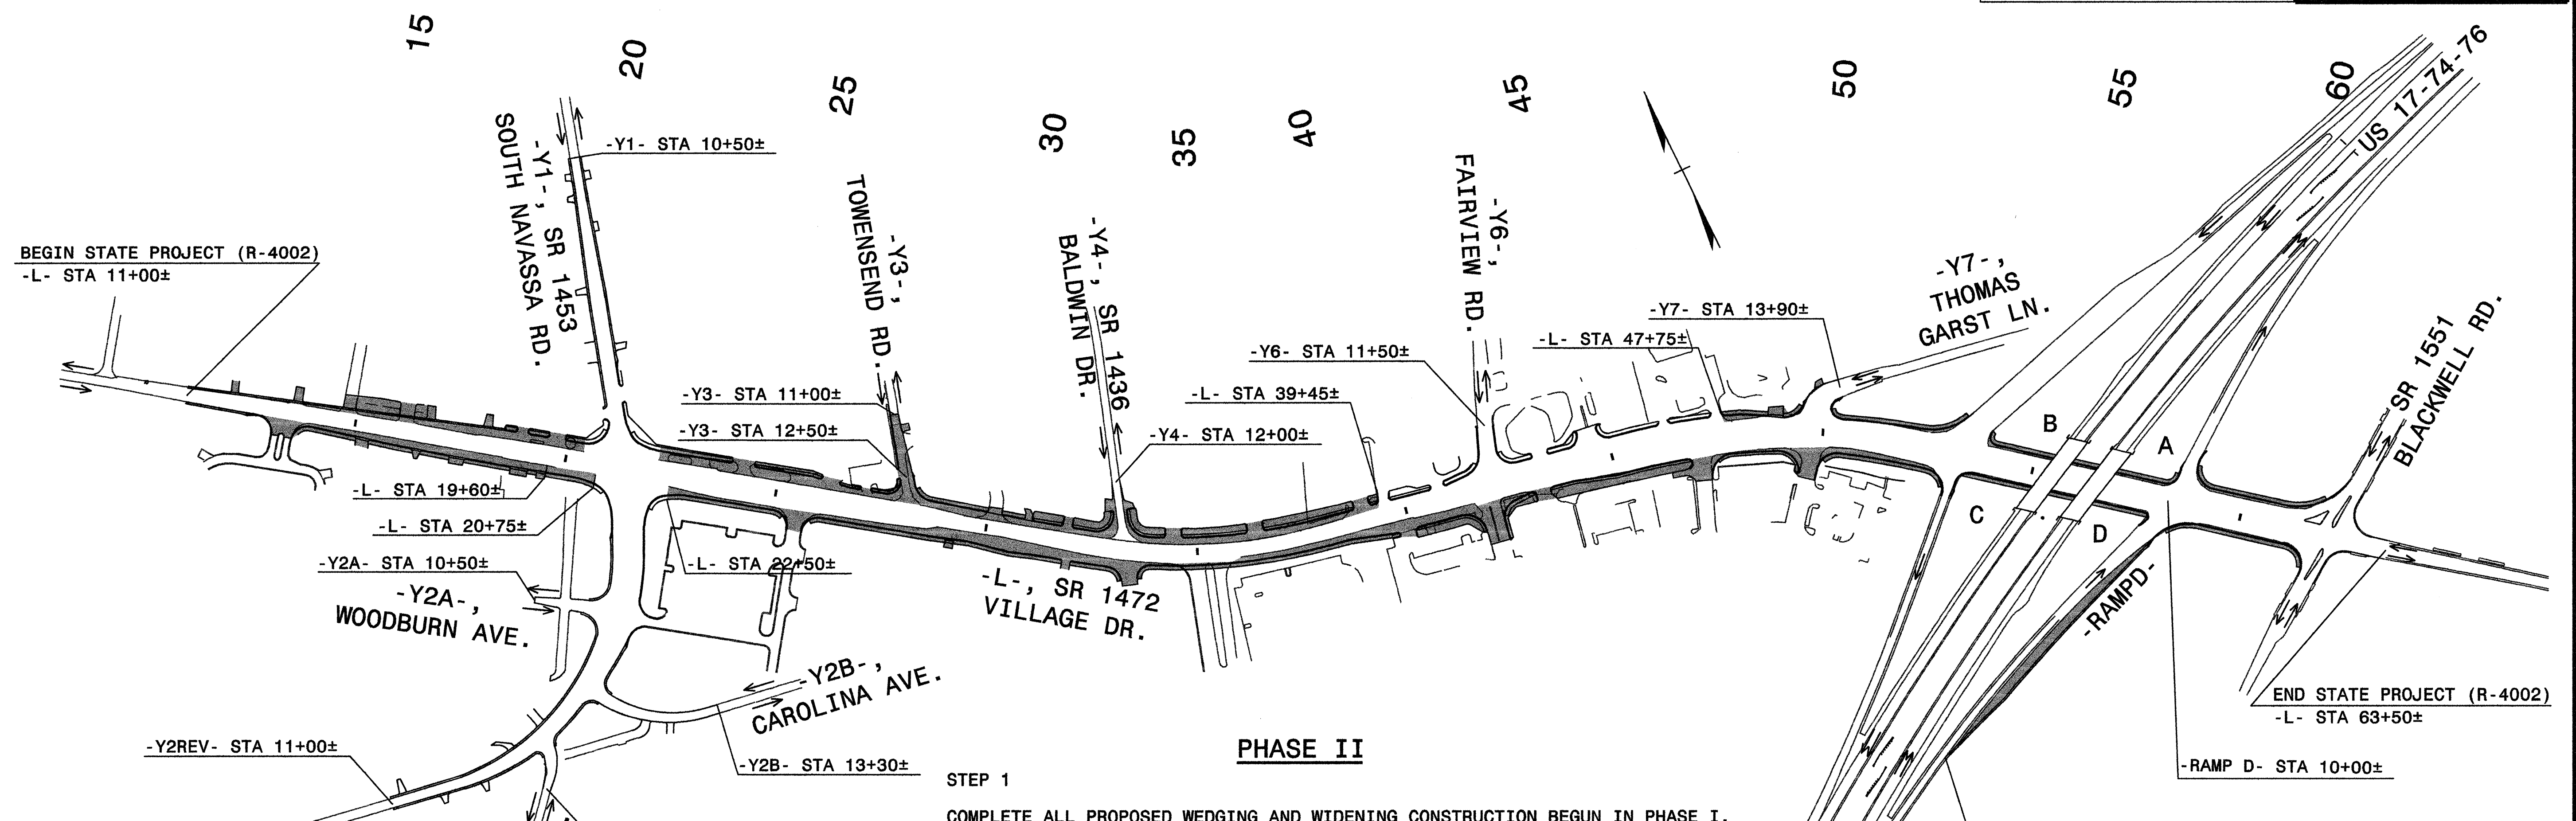 15
20
25
30
35
40
45
50
55
60
US 17-74-76
-Y1-, SR 1453
SOUTH NAVASSA RD.
-Y1- STA 10+50±
-Y3-,
TOWENSEND RD.
-Y4-, SR 1436
BALDWIN DR.
-Y6-,
FAIRVIEW RD.
-Y7-,
THOMAS
GARST LN.
SR 1551
BLACKWELL RD.
BEGIN STATE PROJECT (R-4002)
-L- STA 11+00±
-Y7- STA 13+90±
-L- STA 47+75±
-Y6- STA 11+50±
-L- STA 39+45±
-Y3- STA 11+00±
-Y3- STA 12+50±
-Y4- STA 12+00±
B
A
C
D
-L- STA 19+60±
-L- STA 20+75±
-L- STA 22+50±
-Y2A- STA 10+50±
-Y2A-,
WOODBURN AVE.
-L-, SR 1472
VILLAGE DR.
-RAMPD-
-Y2B-,
CAROLINA AVE.
END STATE PROJECT (R-4002)
-L- STA 63+50±
-Y2REV- STA 11+00±
-Y2B- STA 13+30±
-RAMP D- STA 10+00±
PHASE II
STEP 1
COMPLETE ALL PROPOSED WEDGING AND WIDENING CONSTRUCTION BEGUN IN PHASE I,